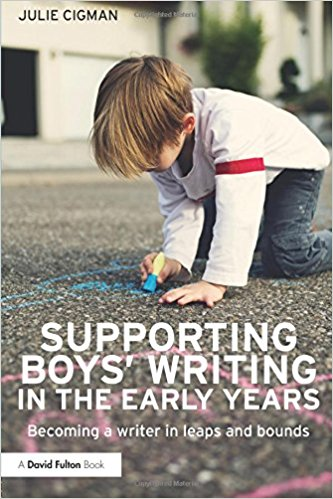 JULIE CIGMAN
SUPPORTING
BOYS' WRITING
IN THE EARLY YEARS
Becoming a writer in leaps and bounds
A David Fulton Book